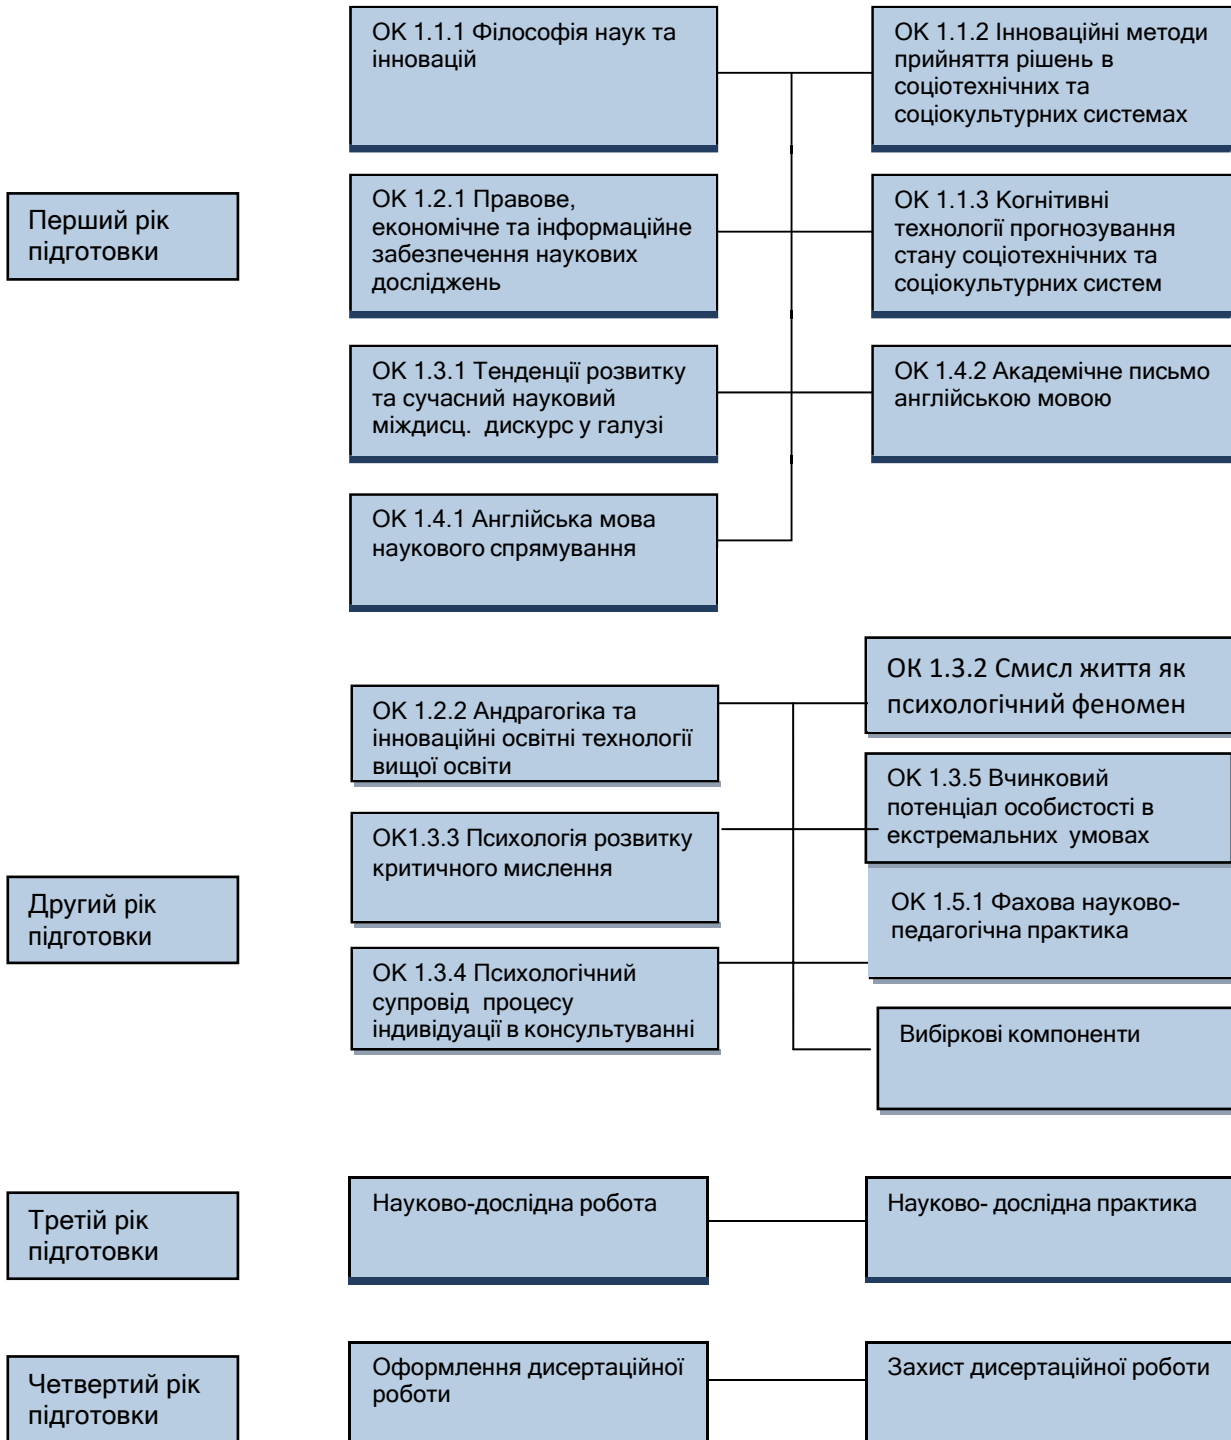 ОК 1.1.1 Філософія наук та
інновацій
ОК 1.1.2 Інноваційні методи
прийняття рішень в
соціотехнічних та
соціокультурних системах
Перший рік
підготовки
ОК 1.2.1 Правове,
економічне та інформаційне
забезпечення наукових
досліджень
ОК 1.1.3 Когнітивні
технології прогнозування
стану соціотехнічних та
соціокультурних систем
ОК 1.3.1 Тенденції розвитку
та сучасний науковий
міждисц. дискурс у галузі
ОК 1.4.2 Академічне письмо
англійською мовою
ОК 1.4.1 Англійська мова
наукового спрямування
ОК 1.2.2 Андрагогіка та
інноваційні освітні технології
вищої освіти
ОК 1.3.2 Смисл життя як
психологічний феномен
ОК1.3.3 Психологія розвитку
критичного мислення
ОК 1.3.5 Вчинковий
потенціал особистості в
екстремальних умовах
Другий рік
підготовки
ОК 1.5.1 Фахова науково-
педагогічна практика
ОК 1.3.4 Психологічний
супровід процесу
індивідуації в консультуванні
Вибіркові компоненти
Третій рік
підготовки
Науково-дослідна робота
Науково- дослідна практика
Четвертий рік
підготовки
Оформлення дисертаційної
роботи
Захист дисертаційної роботи